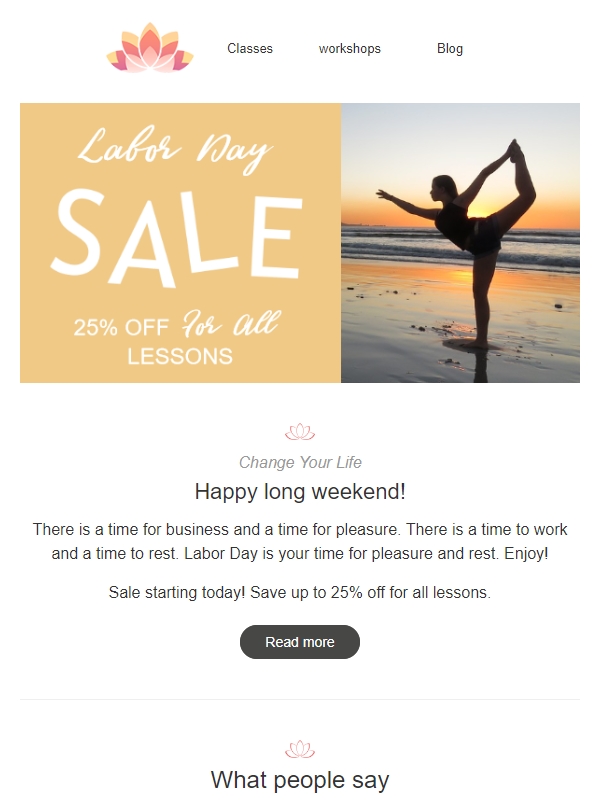 Classes workshops Blog
Labor Day
SALE
25% OFF For All
LESSONS
Change Your Life
Happy long weekend!
There is a time for business and a time for pleasure. There is a time to work
and a time to rest. Labor Day is your time for pleasure and rest. Enjoy!
Sale starting today! Save up to 25% off for all lessons.
Read more
What people say